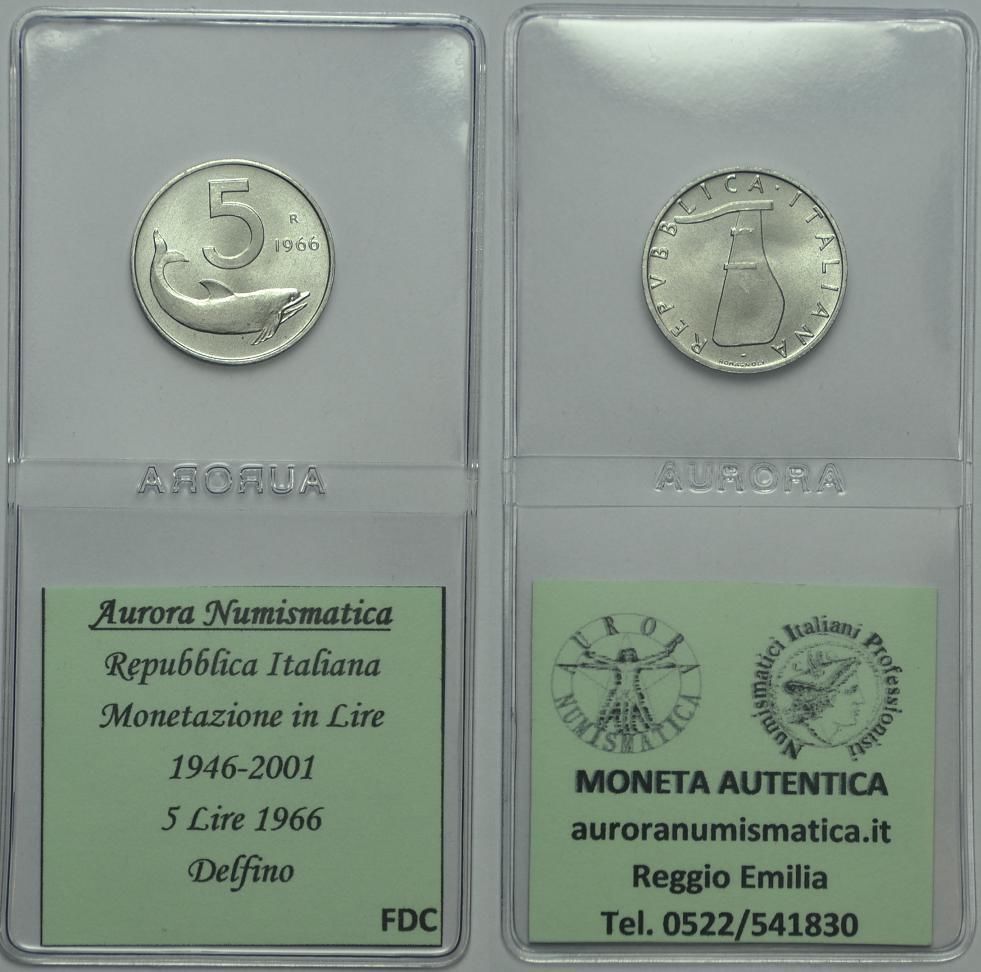 5
R
1966
AURORA
Aurora Numismatica
Repubblica Italiana
Monetazione in Lire
1946-2001
5 Lire 1966
Delfino
FDC
REPVBBLICA·ITALIANA
ROMAGNOLI
AURORA
AURORA
NUMISMATICA
Numismatici Italiani Professionisti
MONETA AUTENTICA
auroranumismatica.it
Reggio Emilia
Tel. 0522/541830